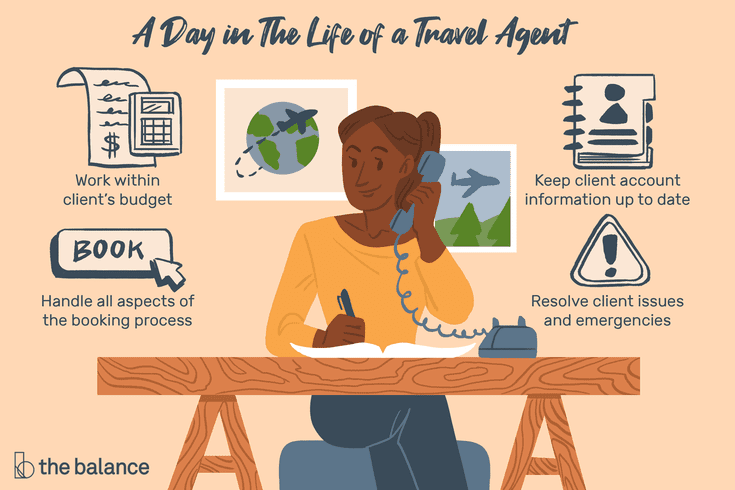 A Day in The Life of a Travel Agent
$
Work within
client's budget
BOOK
Handle all aspects of
the booking process
Keep client account
information up to date
!
Resolve client issues
and emergencies
b the balance